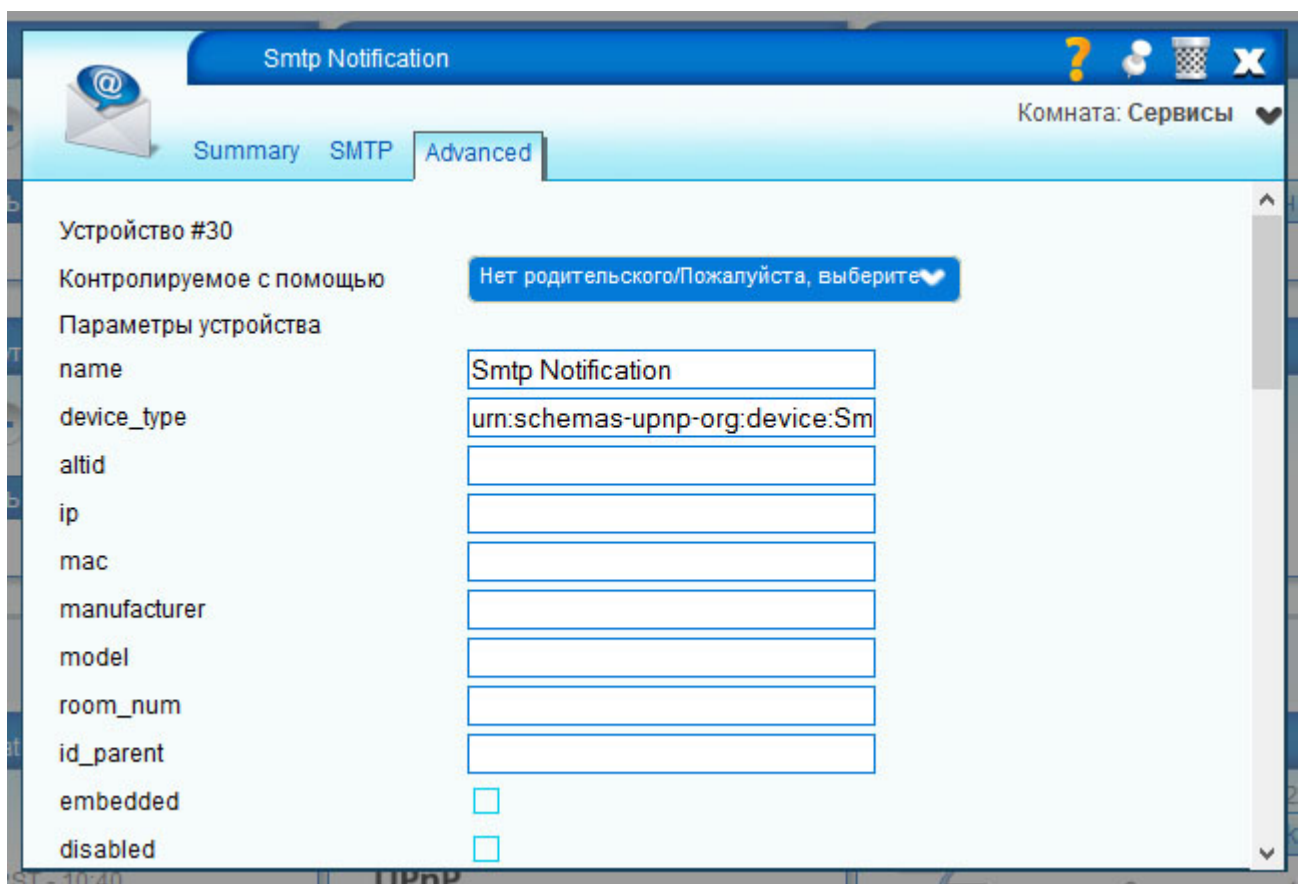 Smtp Notification
Комната: Сервисы
Summary SMTP Advanced
Устройство #30
Контролируемое с помощью Нет родительского/Пожалуйста, выберите
Параметры устройства
name Smtp Notification
device_type urn:schemas-upnp-org:device:Sm
altid
ip
mac
manufacturer
model
room_num
id_parent
embedded
disabled